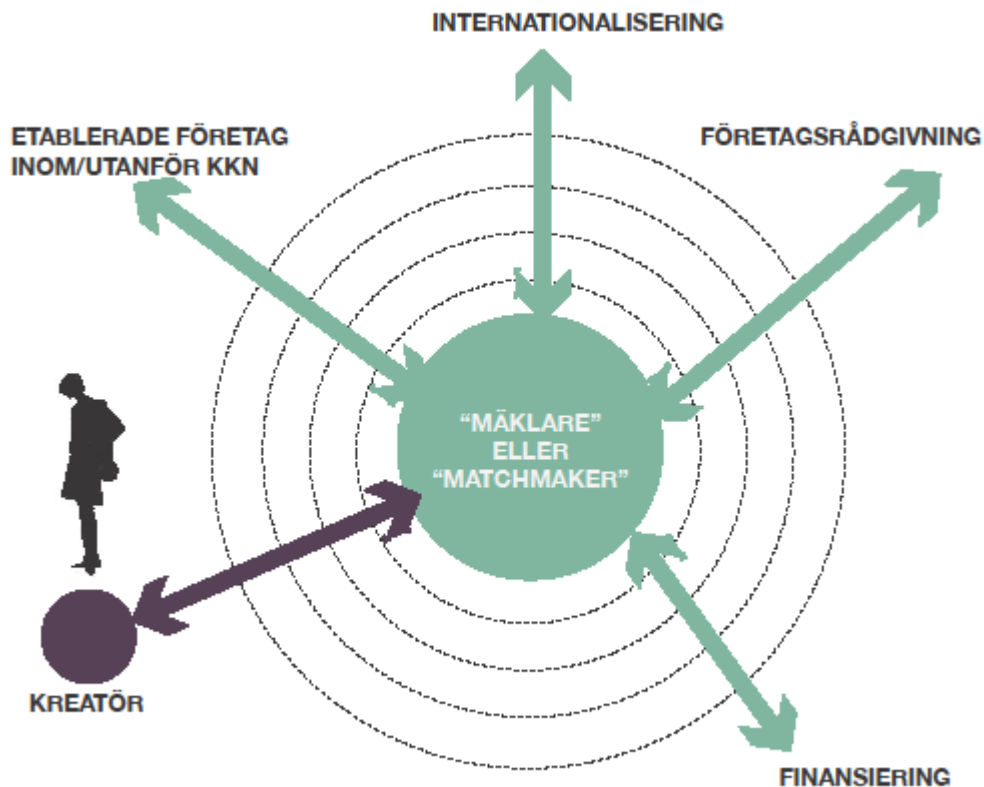 INTERNATIONALISERING
ETABLERADE FÖRETAG
INOM/UTANFÖR KKN
FÖRETAGSRÅDGIVNING
“MÄKLARE”
ELLER
“MATCHMAKER”
KREATÖR
FINANSIERING